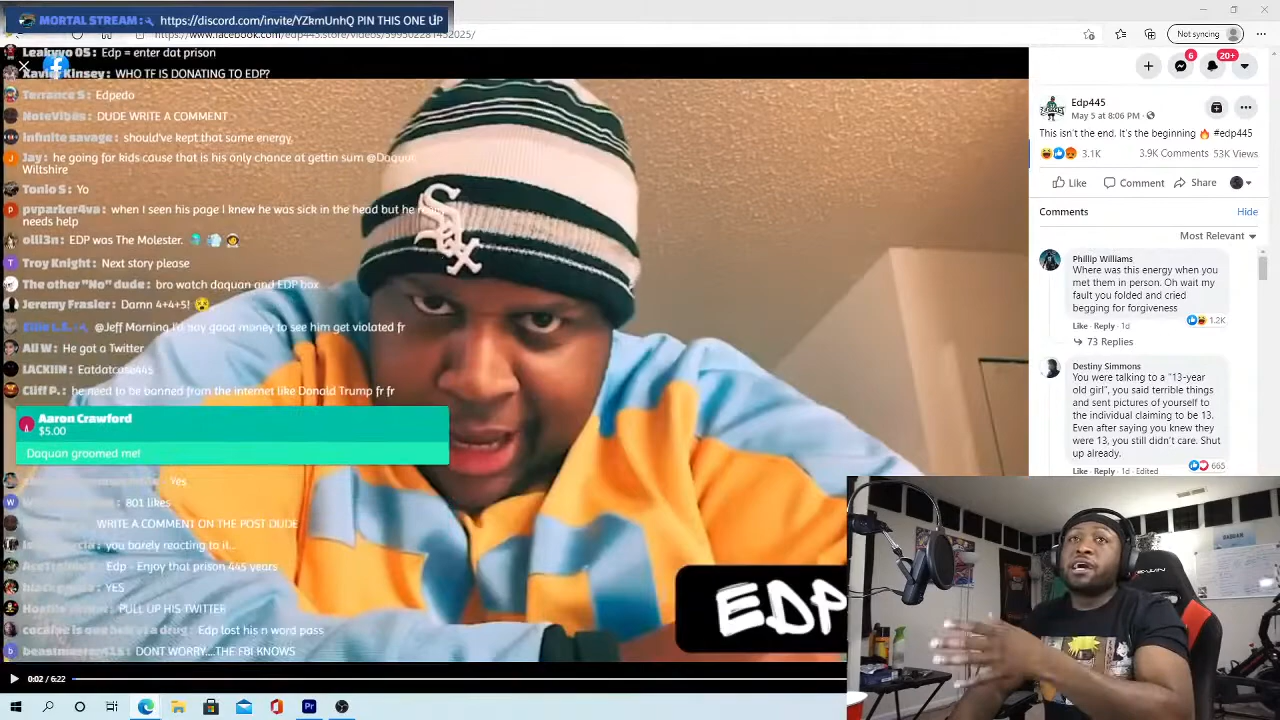 MORTAL STREAM: https://discord.com/invite/YZkmUnhQ PIN THIS ONE UP
Leakyyo 05: Edp = enter dat prison
Xavier Kinsey: WHO TF IS DONATING TO EDP?
Terrance S: Edpedo
NoteVibes: DUDE WRITE A COMMENT
infinite savage: should've kept that same energy,
Jay: he going for kids cause that is his only chance at gettin sum @Daquan
Wiltshire
Tonio S: Yo
pvparker4va: when I seen his page I knew he was sick in the head but he
needs help
olli3n: EDP was The Molester.
Troy Knight: Next story please
The other "No" dude: bro watch daquan and EDP box
Jeremy Frasier: Damn 4+4+5!
@Jeff Morning I'd pay good money to see him get violated fr
Ali W: He got a Twitter
LACKIIN: Eatdatcase445
Cliff P.: he need to be banned from the internet like Donald Trump fr fr
Aaron Crawford
$5.00
Daquan groomed me!
Yes
801 likes
WRITE A COMMENT ON THE POST DUDE
you barely reacting to it...
Edp - Enjoy that prison 445 years
YES
PULL UP HIS TWITTER
Edp lost his n word pass
DONT WORRY....THE FBI KNOWS
0:02 / 6:22
Sox
EDP
Not syncing
6
20+
Edp445
May 5 at 8:06 PM
This isn't the end. It's the beginning #edp445
3.1K 3.9K Comments 53K Views
Like Comment Share
Comments Hide
Most Relevant
Phillip Williams
Where was this energy when you
met them in person. Oh wait my
fault you folded and cried
begging for forgiveness
1.2K
Like · Reply · 1d
73 Replies
Destiny Simmons
You were talking to a "13-year
old girl", you said terrible things
and sent pictures of yourself to
the individual claiming to be 13.
Even after saying you knew
they were 13, you still didn't care. Shut
up already.
665
Like · Reply · 1d · Edited